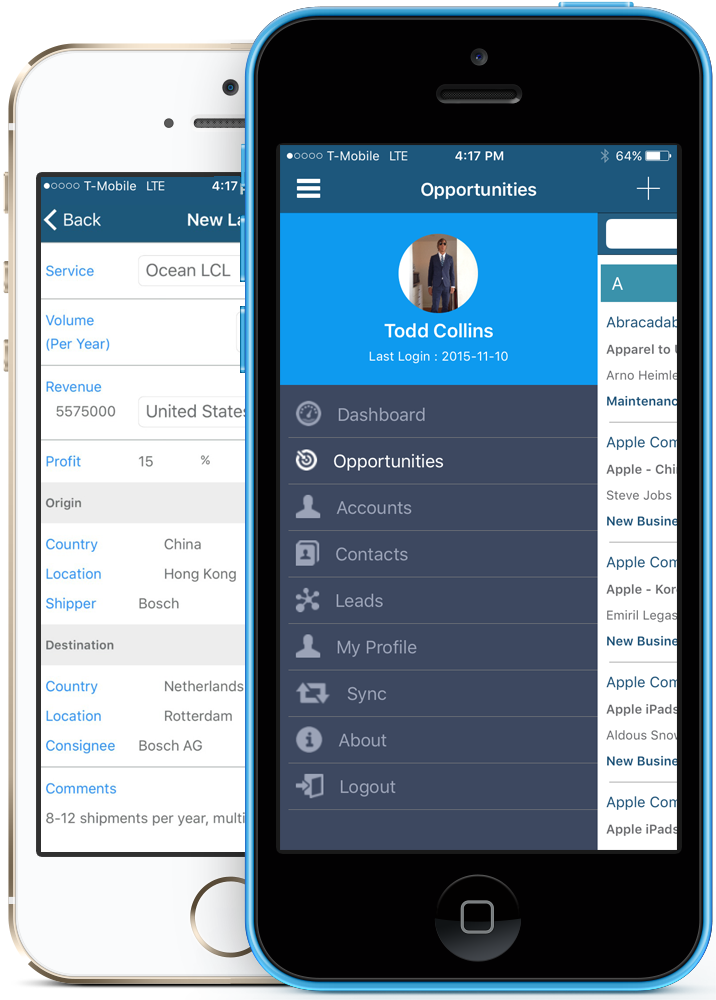 T-Mobile LTE 4:17
Back New La
Service Ocean LCL
Volume
(Per Year)
Revenue
5575000 United States
Profit 15 %
Origin
Country China
Location Hong Kong
Shipper Bosch
Destination
Country Netherlands
Location Rotterdam
Consignee Bosch AG
Comments
8-12 shipments per year, multi
T-Mobile LTE 4:17 PM 64%
Opportunities
Todd Collins
Last Login : 2015-11-10
Dashboard
Opportunities
Accounts
Contacts
Leads
My Profile
Sync
About
Logout
A
Abracadab
Apparel to
Arno Heimle
Maintenanc
Apple Com
Apple - Chi
Steve Jobs
New Busine
Apple Com
Apple - Kor
Emiril Legas
New Busine
Apple Com
Apple iPads
Aldous Snow
New Busine
Apple Com
Apple iPads